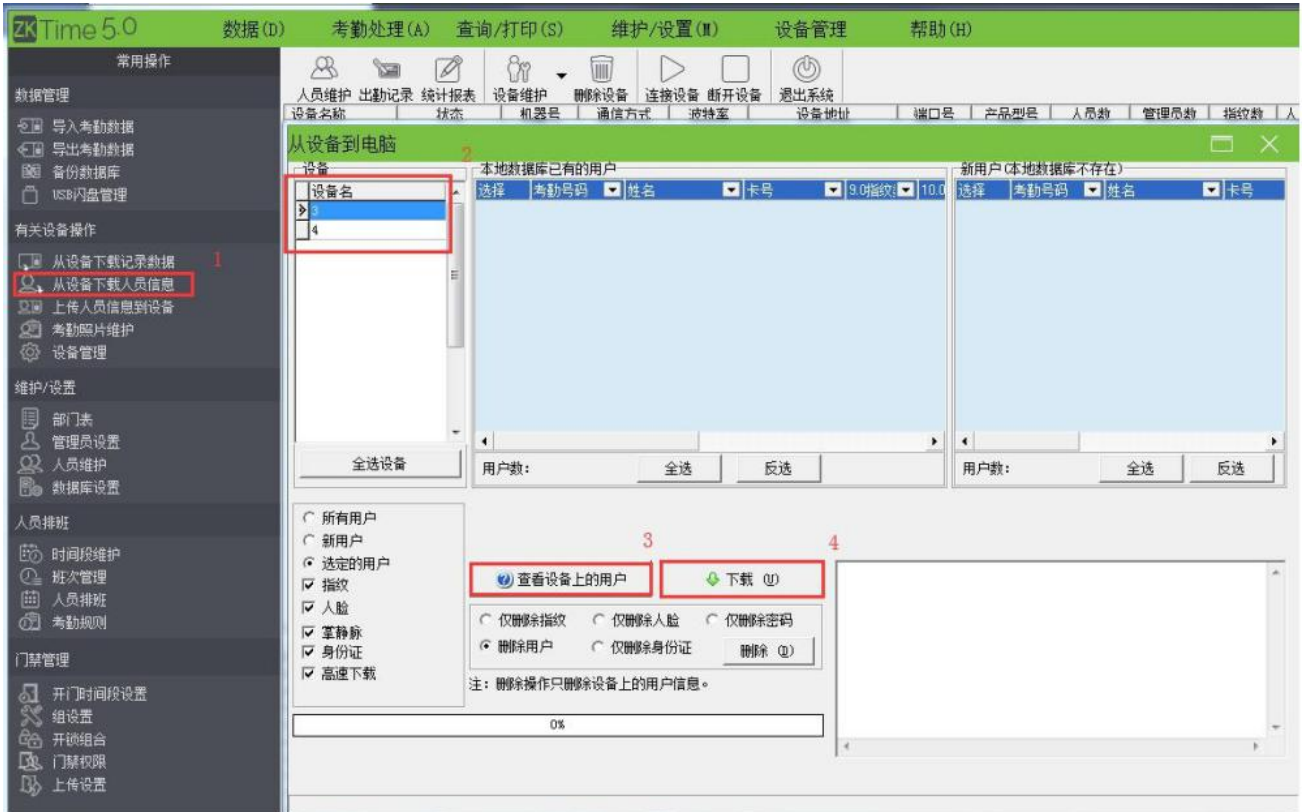 ZKTime 5.0
数据(D) 考勤处理(A) 查询/打印(S) 维护/设置(M) 设备管理 帮助(H)
常用操作
数据管理
导入考勤数据
导出考勤数据
备份数据库
USB闪盘管理
有关设备操作
从设备下载记录数据
1
从设备下载人员信息
上传人员信息到设备
考勤照片维护
设备管理
维护/设置
部门表
管理员设置
人员维护
数据库设置
人员排班
时间段维护
班次管理
人员排班
考勤规则
门禁管理
开门时间段设置
组设置
开锁组合
门禁权限
上传设置
人员维护 出勤记录 统计报表 设备维护 删除设备 连接设备 断开设备 退出系统
设备名称 状态 机器号 通信方式 波特率 设备地址 端口号 产品型号 人员数 管理员数 指纹数 人
从设备到电脑
2
设备
设备名
3
4
全选设备
本地数据库已有的用户
选择 考勤号码 姓名 卡号 9.0指纹 10.0
用户数: 全选 反选
新用户(本地数据库不存在)
选择 考勤号码 姓名 卡号
用户数: 全选 反选
所有用户
新用户
选定的用户
指纹
人脸
掌静脉
身份证
高速下载
3
4
查看设备上的用户
下载 (U)
仅删除指纹 仅删除人脸 仅删除密码
删除用户 仅删除身份证 删除 (D)
注：删除操作只删除设备上的用户信息。
0%